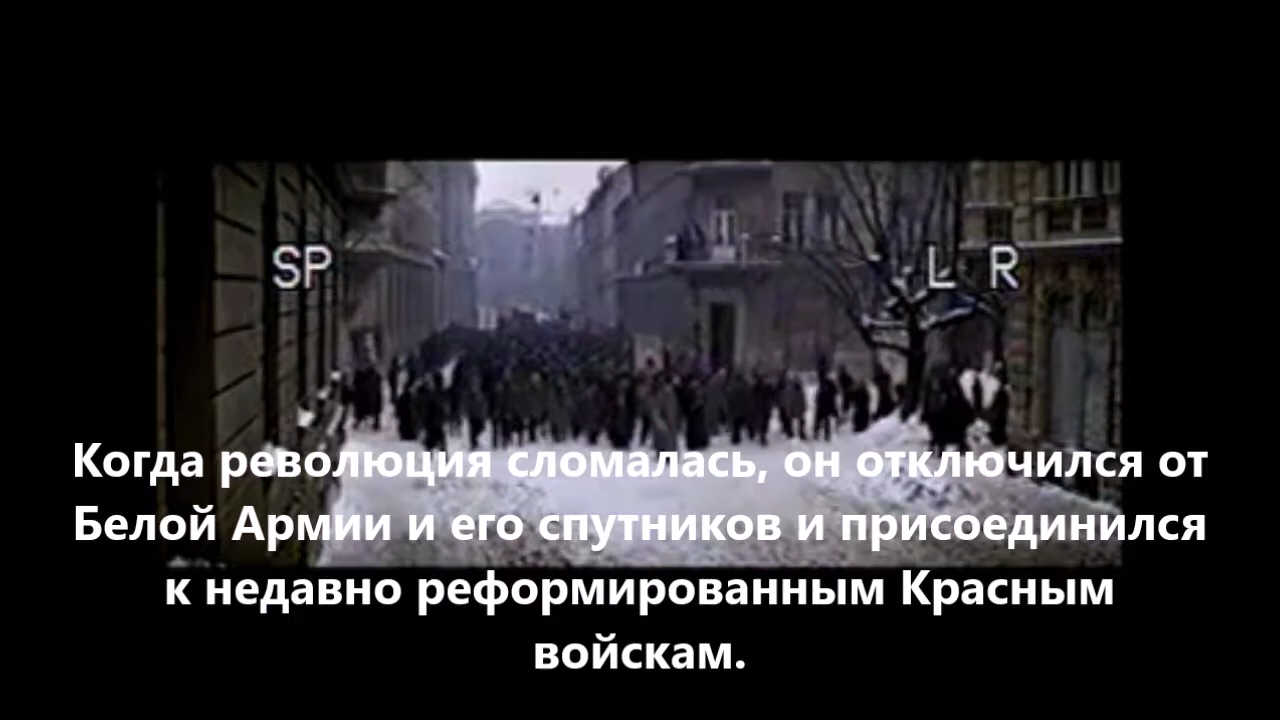 SP L R
Когда революция сломалась, он отключился от
Белой Армии и его спутников и присоединился
к недавно реформированным Красным
войскам.